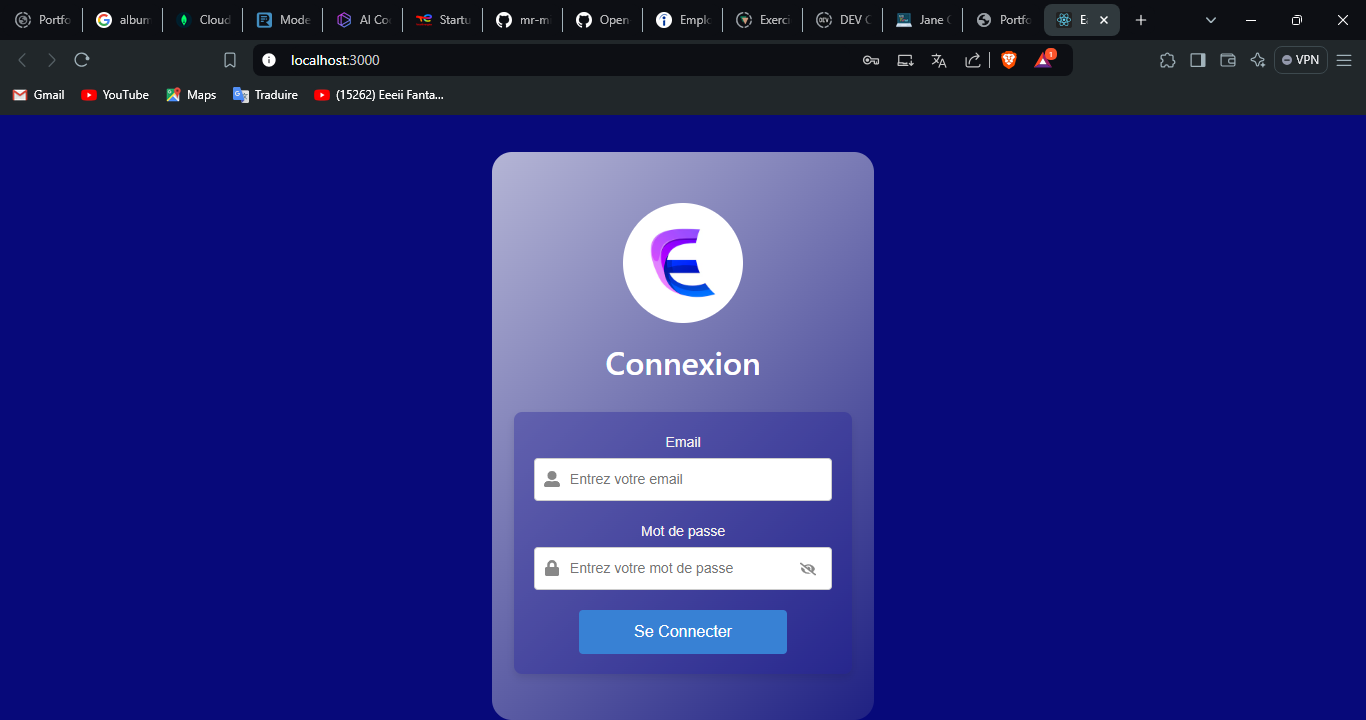 Portfo
album
Cloud
Mode
AI Co
Startu
mr-m
Open
Emplo
Exerci
DEV
Jane
Portfo
localhost:3000
1
VPN
Gmail
YouTube
Maps
Traduire
(15262) Eeeii Fanta...
E
Connexion
Email
Entrez votre email
Mot de passe
Entrez votre mot de passe
Se Connecter